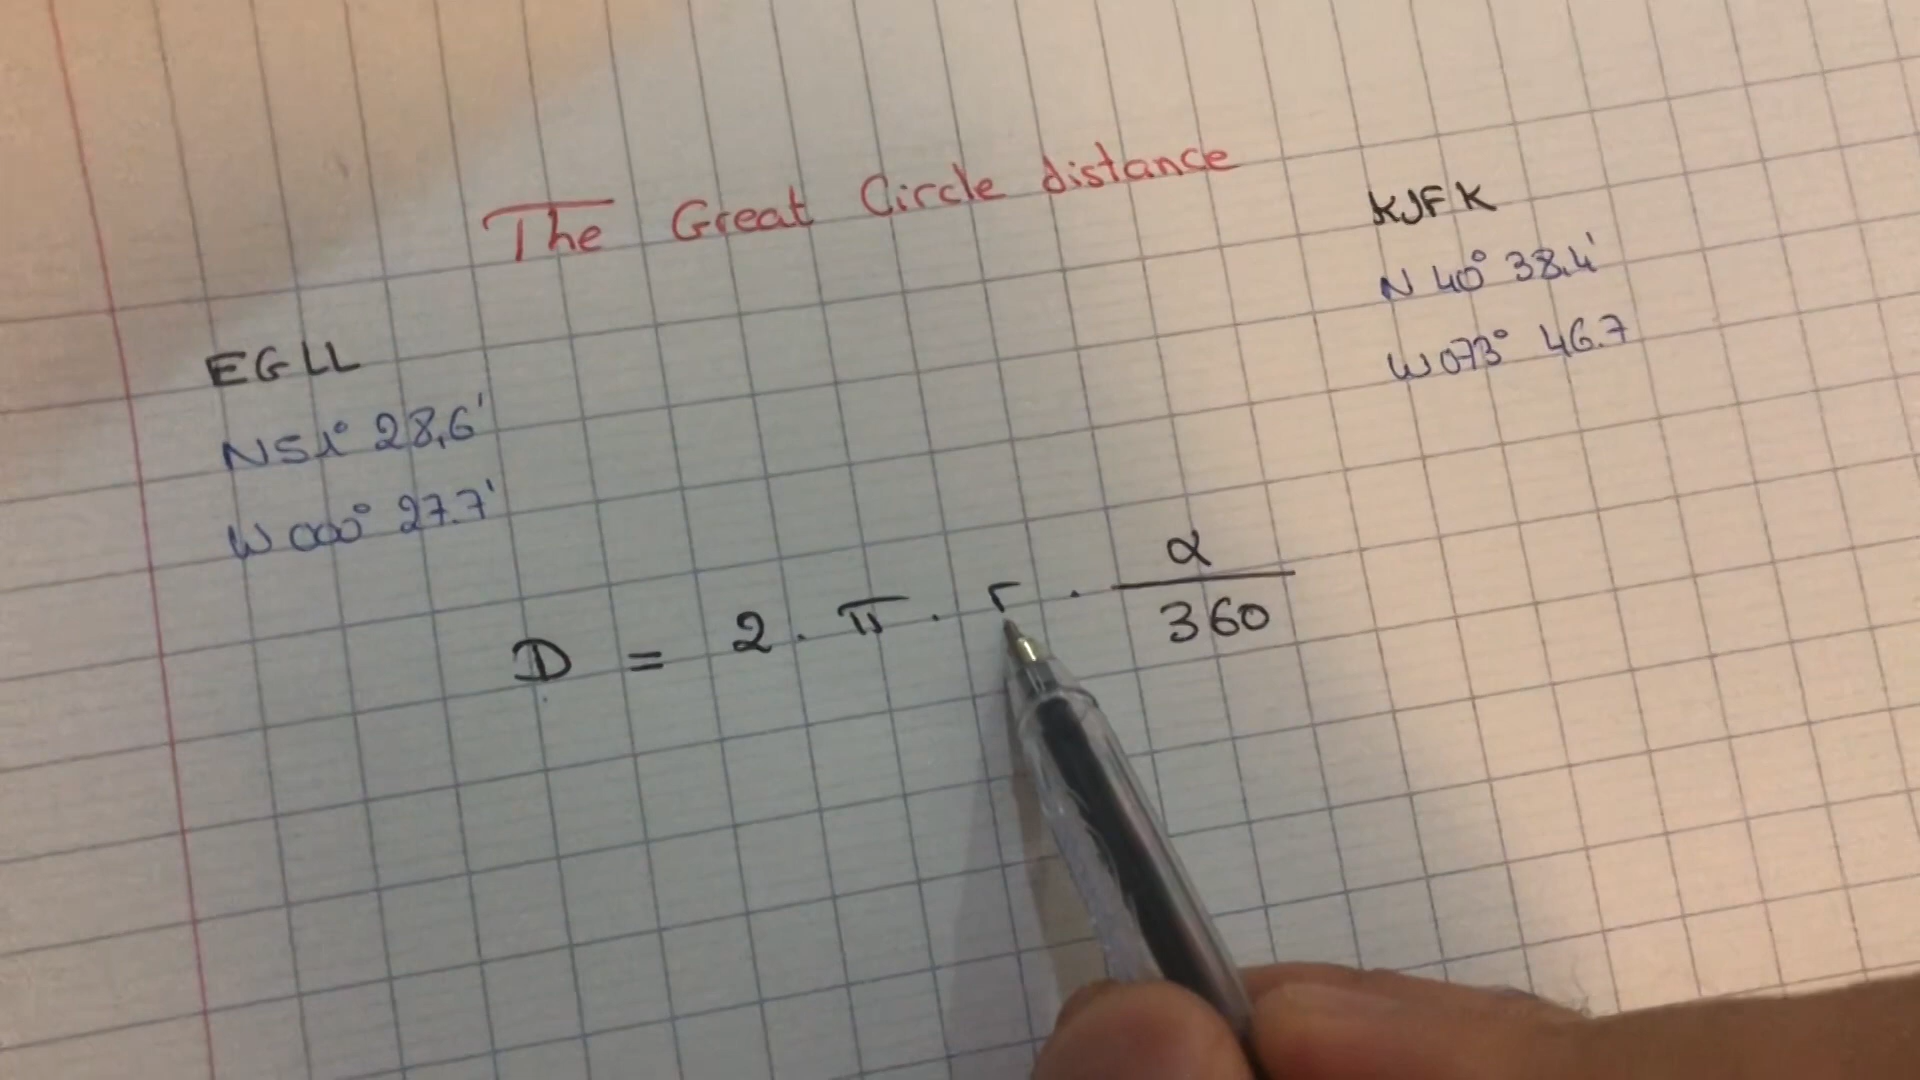 The Great Circle distance
KJFK
N 40° 38,4'
W 073° 46.7
EGLL
N51° 28,6'
W 000° 27.7'
D = 2 . π . r . α / 360